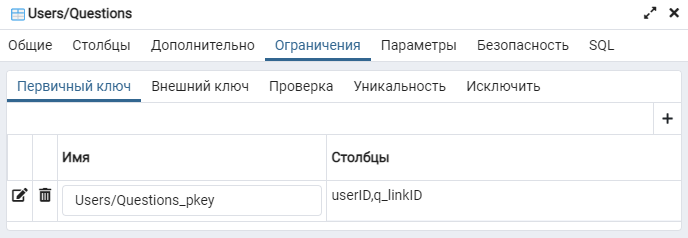 Users/Questions
Общие Столбцы Дополнительно Ограничения Параметры Безопасность SQL
Первичный ключ Внешний ключ Проверка Уникальность Исключить
Имя Столбцы
Users/Questions_pkey userID,q_linkID